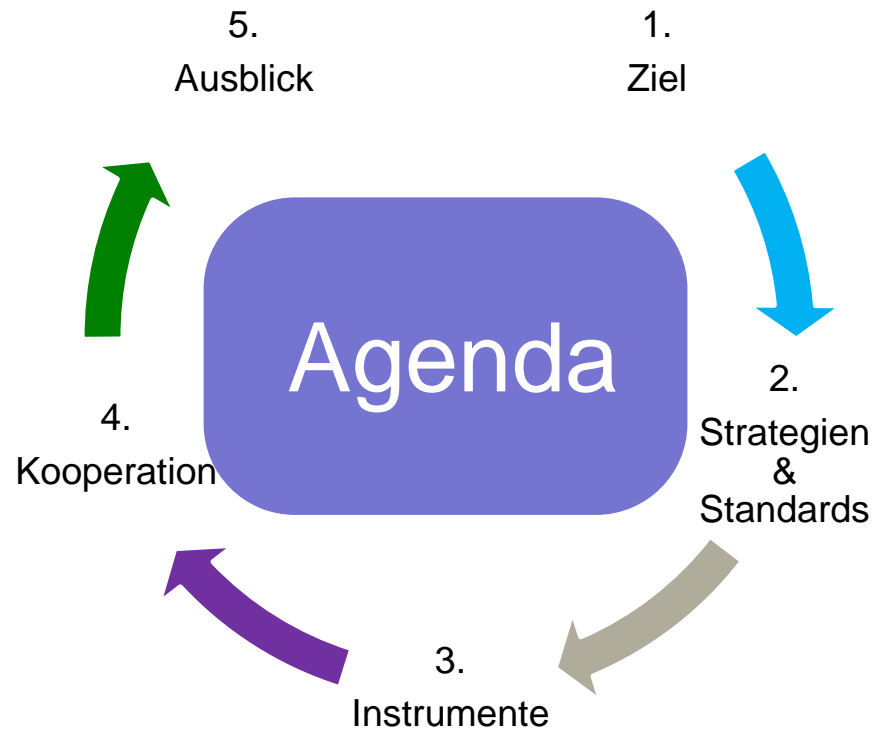 Agenda
1.
Ziel
2.
Strategien
&
Standards
3.
Instrumente
4.
Kooperation
5.
Ausblick